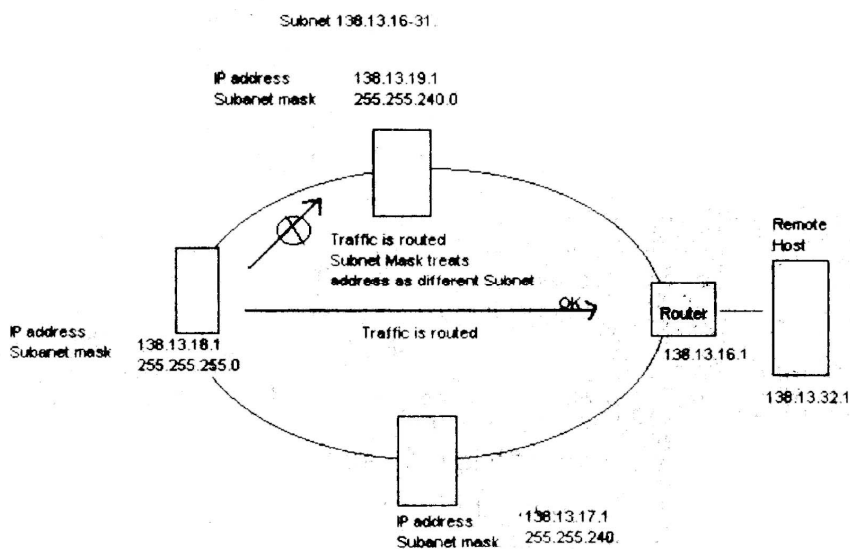 Subnet 138.13.16-31.
IP address 138.13.19.1
Subanet mask 255.255.240.0
Traffic is routed
Subnet Mask treats
address as different Subnet
Remote
Host
OK
Router
Traffic is routed
IP address 138.13.18.1
Subanet mask 255.255.255.0
138.13.16.1
138.13.32.1
IP address 138.13.17.1
Subanet mask 255.255.240.